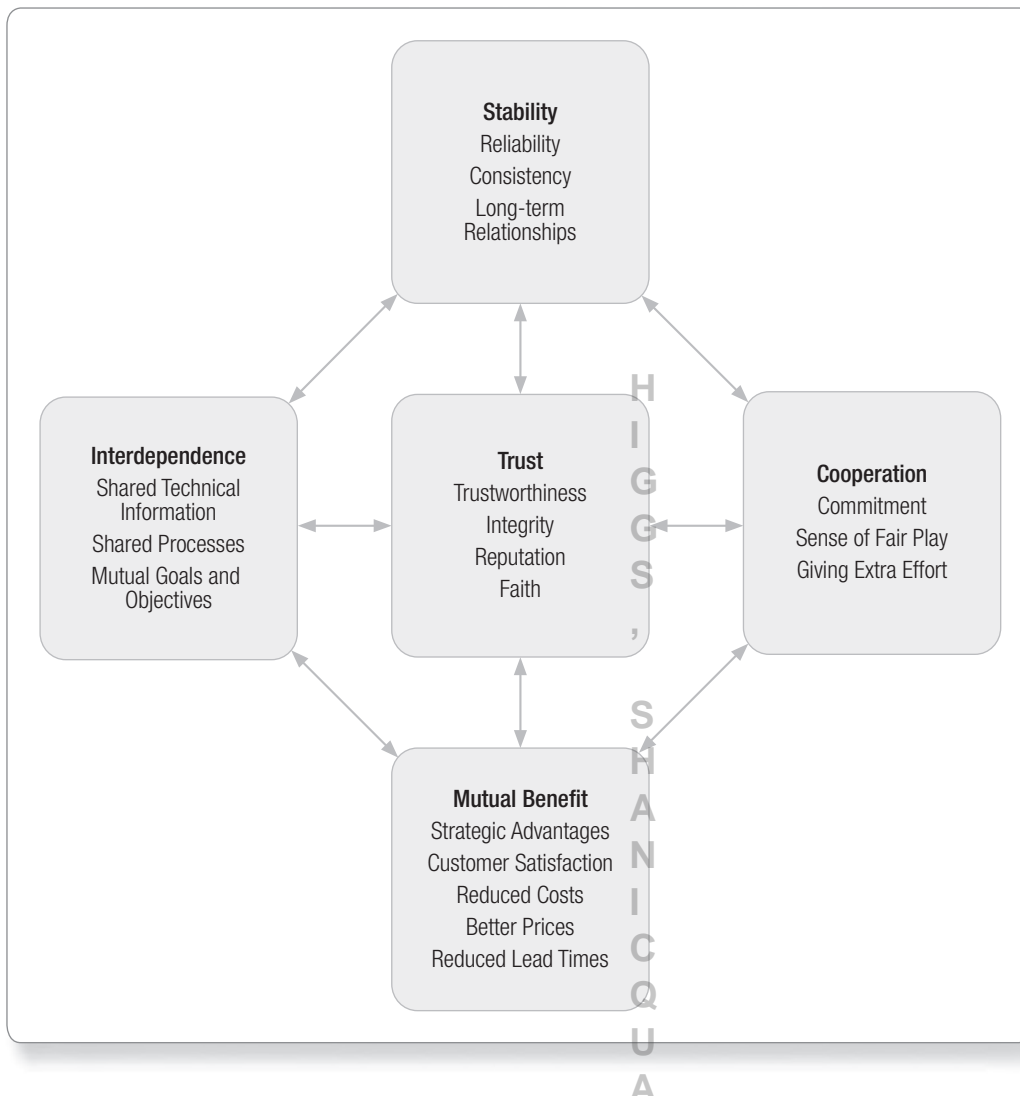 Stability
Reliability
Consistency
Long-term
Relationships
Interdependence
Shared Technical
Information
Shared Processes
Mutual Goals and
Objectives
Trust
Trustworthiness
Integrity
Reputation
Faith
Cooperation
Commitment
Sense of Fair Play
Giving Extra Effort
Mutual Benefit
Strategic Advantages
Customer Satisfaction
Reduced Costs
Better Prices
Reduced Lead Times
HIGGS, SHANICQUA